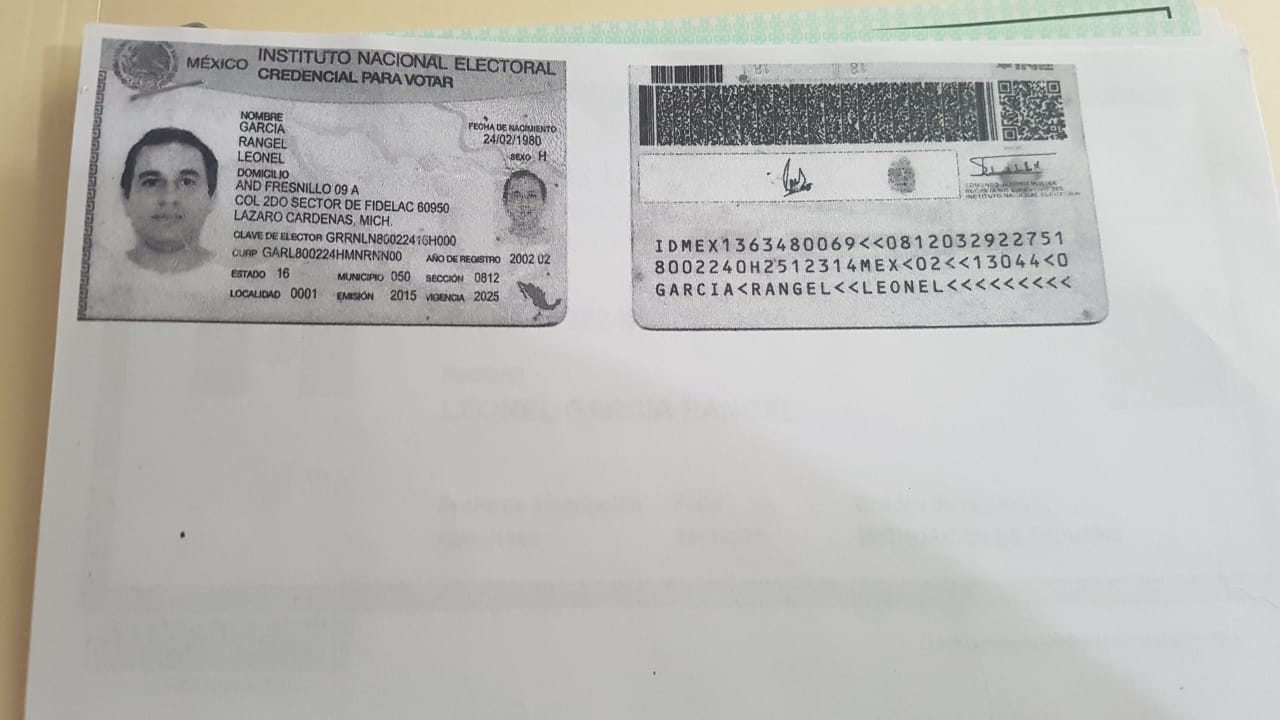 MÉXICO INSTITUTO NACIONAL ELECTORAL
CREDENCIAL PARA VOTAR
NOMBRE
GARCIA
RANGEL
LEONEL
FECHA DE NACIMIENTO
24/02/1980
SEXO H
DOMICILIO
AND FRESNILLO 09 A
COL 2DO SECTOR DE FIDELAC 60950
LAZARO CARDENAS, MICH.
CLAVE DE ELECTOR GRRNLN80022416H000
CURP GARL800224HMNRNN00 AÑO DE REGISTRO 2002 02
ESTADO 16 MUNICIPIO 050 SECCIÓN 0812
LOCALIDAD 0001 EMISIÓN 2015 VIGENCIA 2025
INE
IDMEX1363480069<<0812032922751
8002240H2512314MEX<02<<13044<0
GARCIA<RANGEL<<LEONEL<<<<<<<<<
LEONEL GARCIA RANGEL